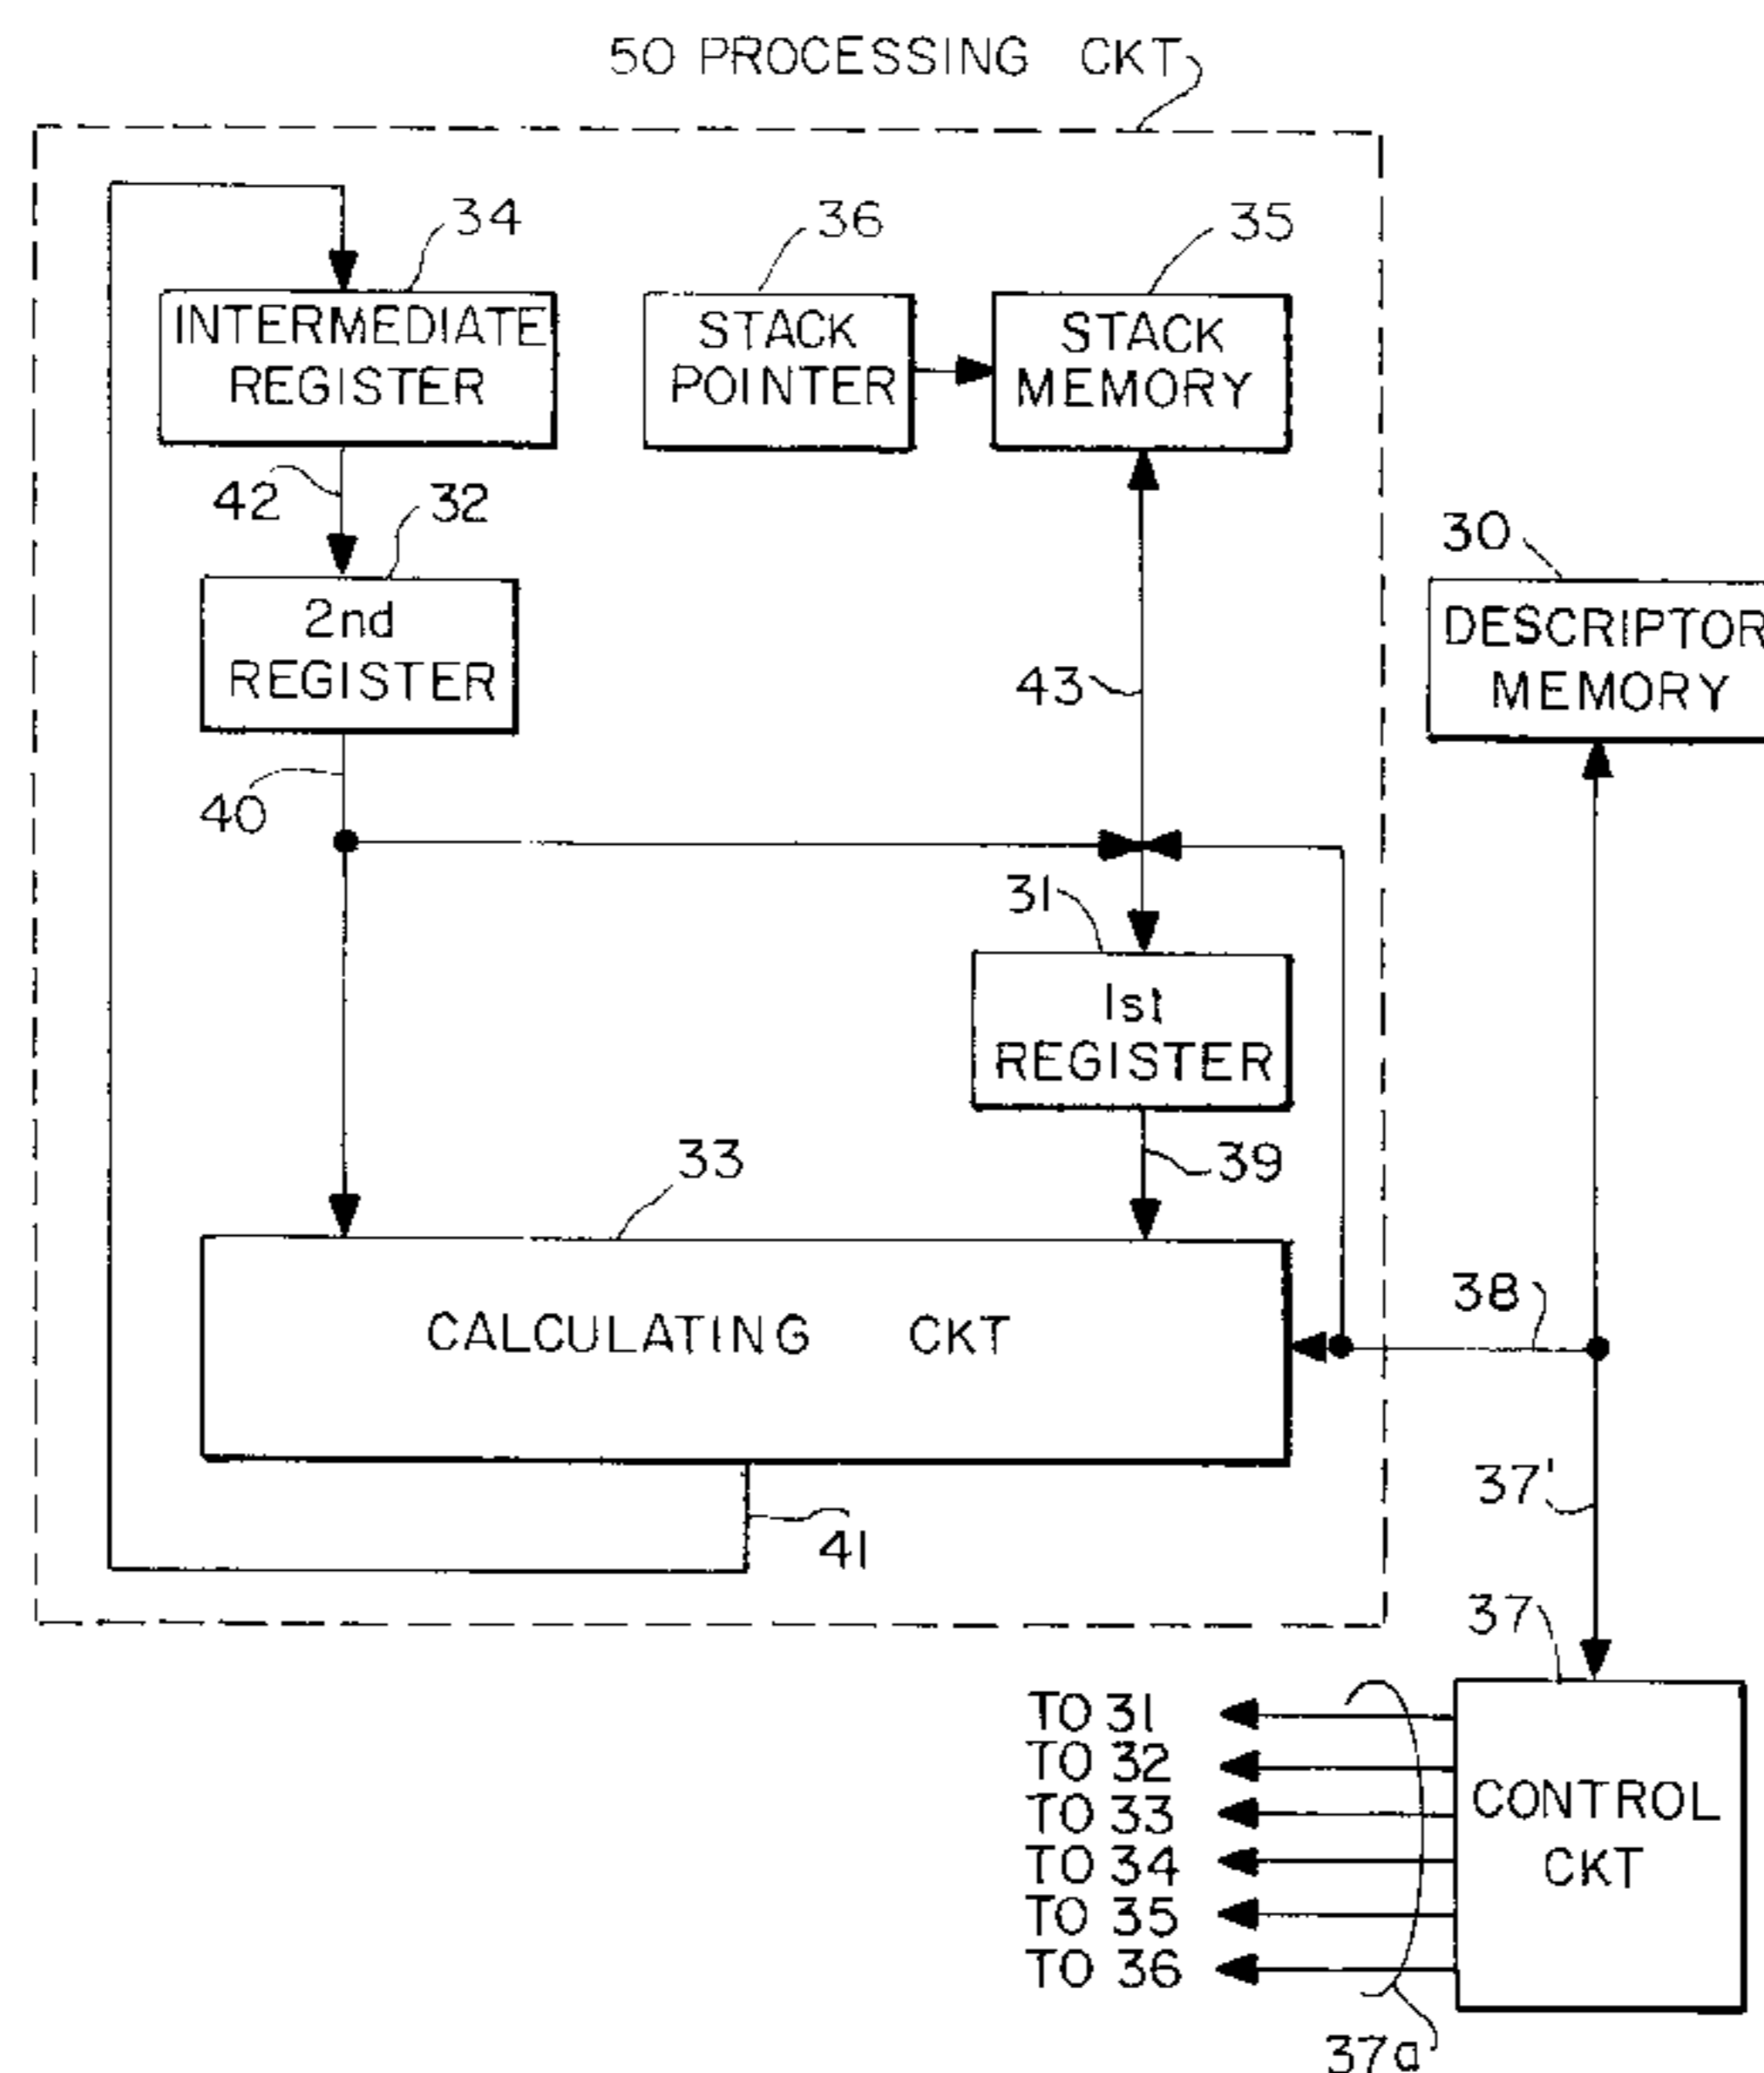 50 PROCESSING CKT
34
36
35
INTERMEDIATE
REGISTER
STACK
POINTER
STACK
MEMORY
42
32
30
2nd
REGISTER
DESCRIPTOR
MEMORY
43
40
31
1st
REGISTER
33
39
CALCULATING CKT
38
37'
41
37
TO 31
TO 32
TO 33
TO 34
TO 35
TO 36
CONTROL
CKT
37a